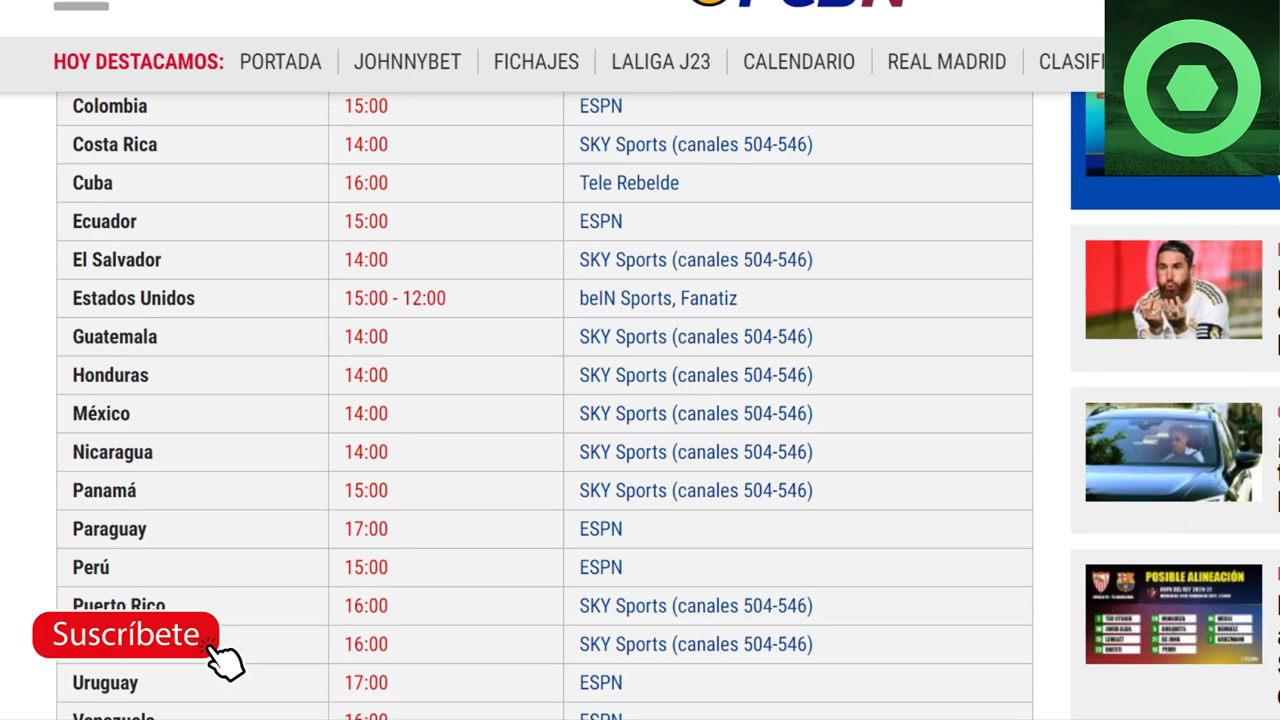 FCBN
HOY DESTACAMOS: PORTADA JOHNNYBET FICHAJES LALIGA J23 CALENDARIO REAL MADRID
Colombia 15:00 ESPN
Costa Rica 14:00 SKY Sports (canales 504-546)
Cuba 16:00 Tele Rebelde
Ecuador 15:00 ESPN
El Salvador 14:00 SKY Sports (canales 504-546)
Estados Unidos 15:00 - 12:00 beIN Sports, Fanatiz
Guatemala 14:00 SKY Sports (canales 504-546)
Honduras 14:00 SKY Sports (canales 504-546)
México 14:00 SKY Sports (canales 504-546)
Nicaragua 14:00 SKY Sports (canales 504-546)
Panamá 15:00 SKY Sports (canales 504-546)
Paraguay 17:00 ESPN
Perú 15:00 ESPN
Puerto Rico 16:00 SKY Sports (canales 504-546)
Suscríbete 16:00 SKY Sports (canales 504-546)
Uruguay 17:00 ESPN
Venezuela 16:00 ESPN
POSIBLE ALINEACIÓN